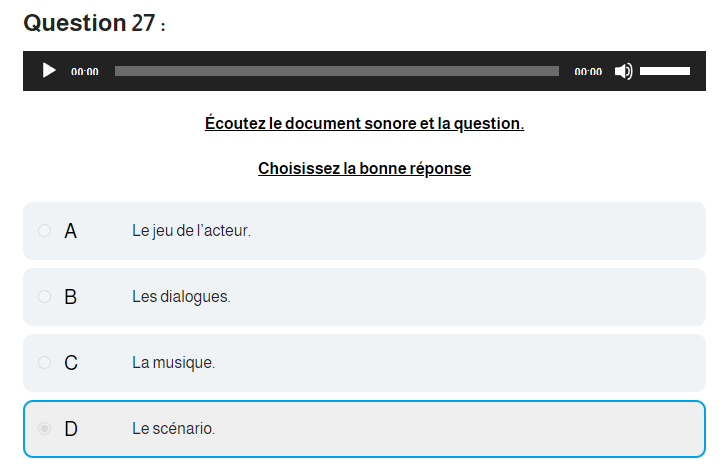 Question 27 :
00:00 00:00
Écoutez le document sonore et la question.
Choisissez la bonne réponse
A Le jeu de l'acteur.
B Les dialogues.
C La musique.
D Le scénario.